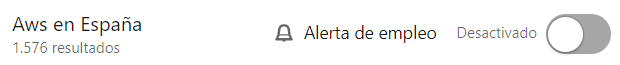 Aws en España
1.576 resultados
Alerta de empleo
Desactivado